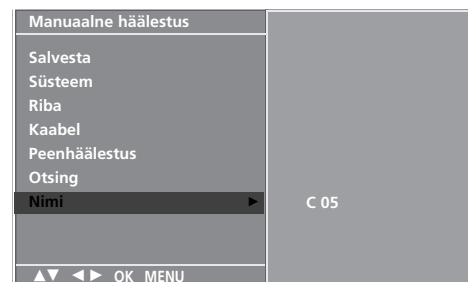 Manuaalne häälestus
Salvesta
Süsteem
Riba
Kaabel
Peenhäälestus
Otsing
Nimi ► C 05
▲▼ ◄► OK MENU